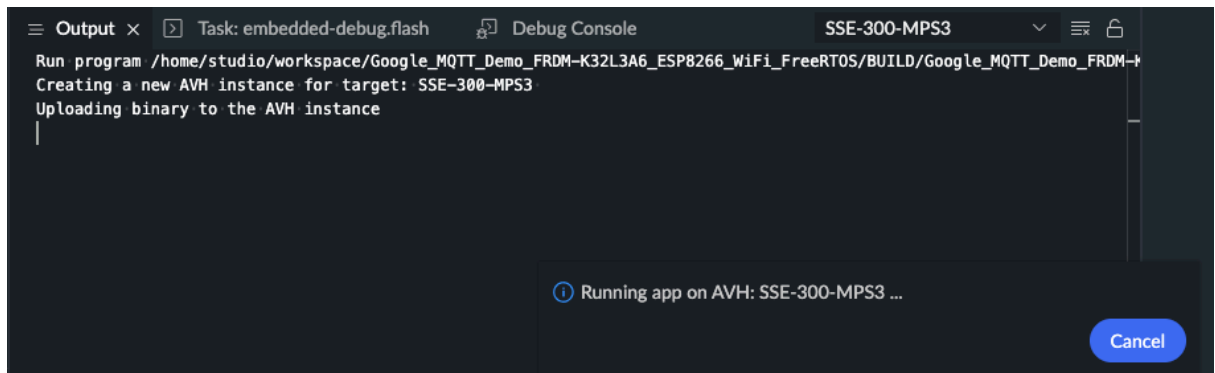 Output × Task: embedded-debug.flash Debug Console SSE-300-MPS3
Run program /home/studio/workspace/Google_MQTT_Demo_FRDM-K32L3A6_ESP8266_WiFi_FreeRTOS/BUILD/Google_MQTT_Demo_FRDM-K
Creating a new AVH instance for target: SSE-300-MPS3
Uploading binary to the AVH instance
Running app on AVH: SSE-300-MPS3 ...
Cancel